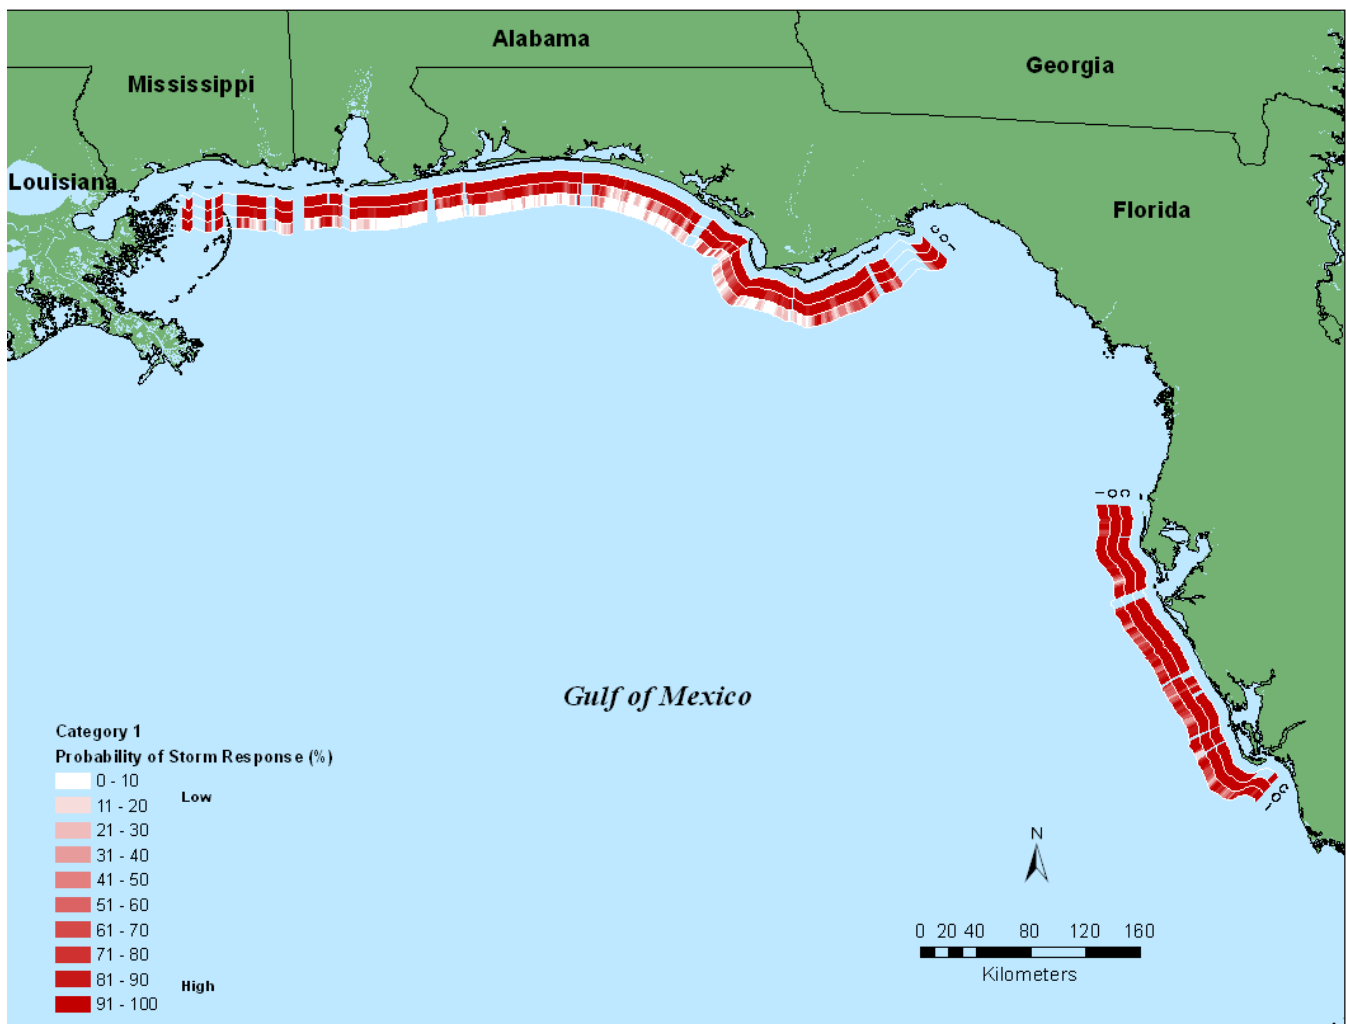 Alabama
Georgia
Mississippi
Louisiana
Florida
C O I
I O C
Gulf of Mexico
C O I
Category 1
Probability of Storm Response (%)
0 - 10
Low
11 - 20
21 - 30
31 - 40
41 - 50
51 - 60
61 - 70
71 - 80
81 - 90
High
91 - 100
N
0 20 40 80 120 160
Kilometers